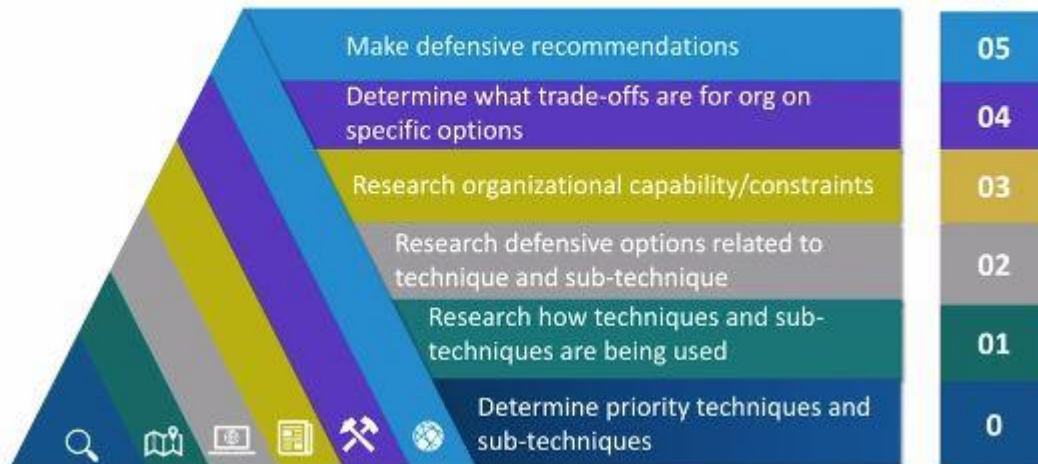 Make defensive recommendations
05
Determine what trade-offs are for org on
specific options
04
Research organizational capability/constraints
03
Research defensive options related to
technique and sub-technique
02
Research how techniques and sub-
techniques are being used
01
Determine priority techniques and
sub-techniques
0